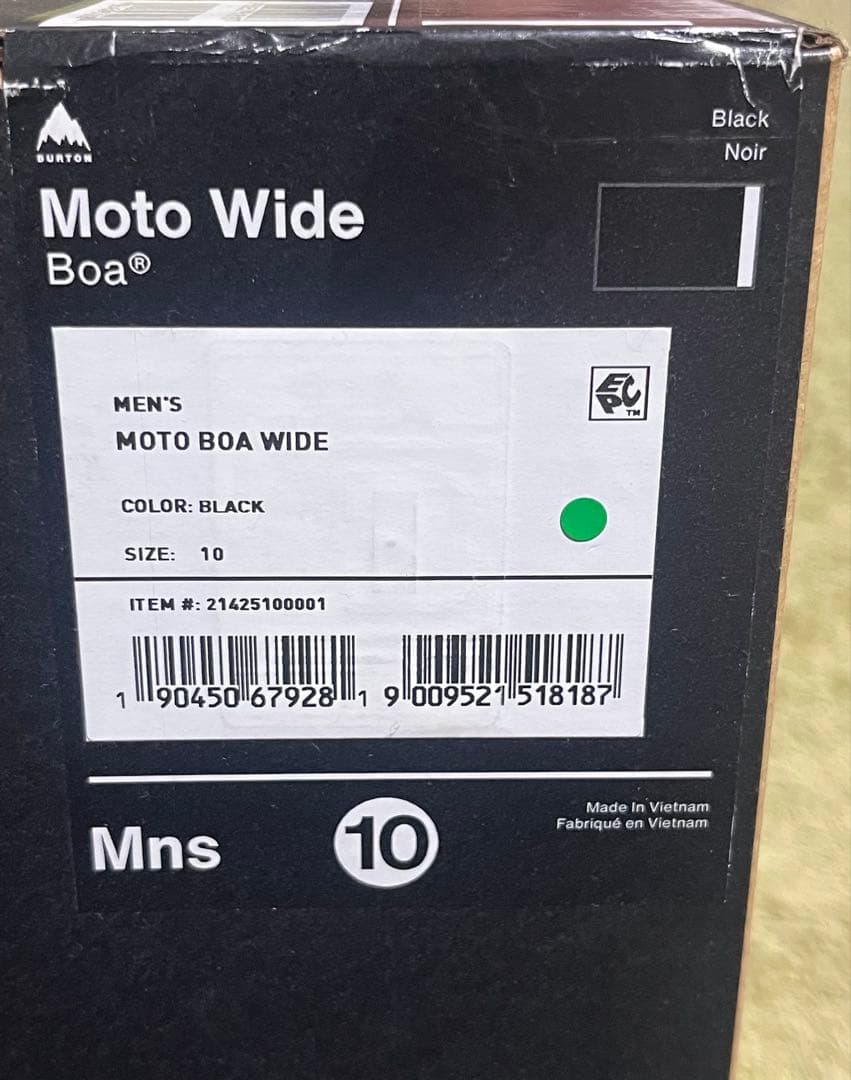 BURTON
Black
Noir
Moto Wide
Boa®
EPC™
MEN'S
MOTO BOA WIDE
COLOR: BLACK
SIZE: 10
ITEM #: 21425100001
1 90450 67928 1
9 009521 518187
Made In Vietnam
Fabriqué en Vietnam
Mns
10